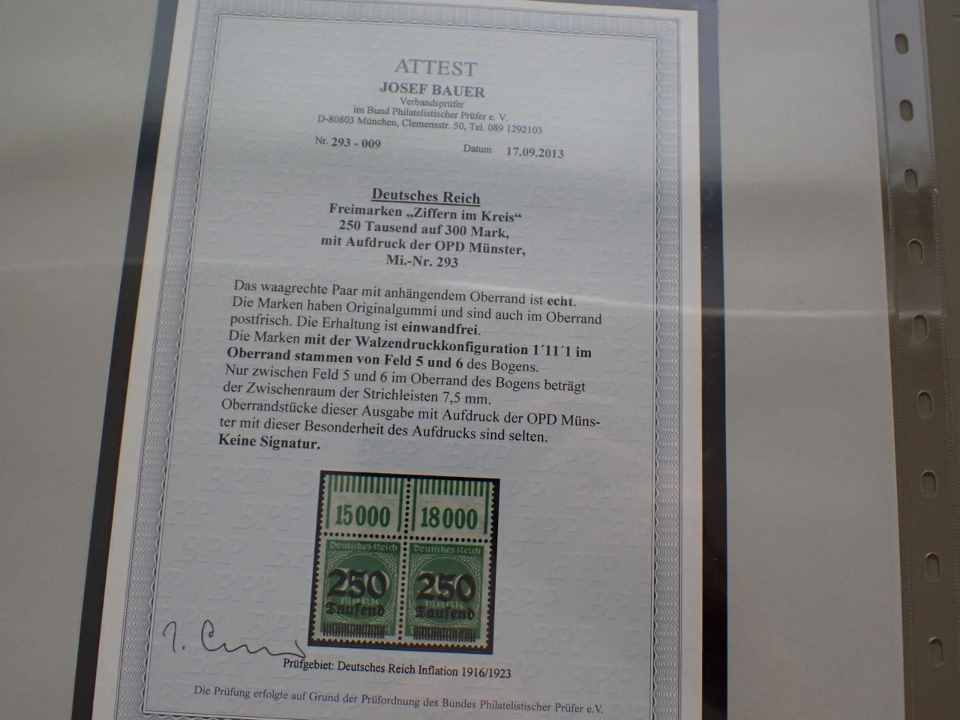 ATTEST
JOSEF BAUER
Verbandsprüfer
im Bund Philatelistischer Prüfer e. V.
D-80803 München, Clemensstr. 50, Tel. 089 1292103
Nr. 293 - 009 Datum 17.09.2013
Deutsches Reich
Freimarken „Ziffern im Kreis“
250 Tausend auf 300 Mark,
mit Aufdruck der OPD Münster,
Mi.-Nr. 293
Das waagrechte Paar mit anhängendem Oberrand ist echt.
Die Marken haben Originalgummi und sind auch im Oberrand
postfrisch. Die Erhaltung ist einwandfrei.
Die Marken mit der Walzendruckkonfiguration 1´11´1 im
Oberrand stammen von Feld 5 und 6 des Bogens.
Nur zwischen Feld 5 und 6 im Oberrand des Bogens beträgt
der Zwischenraum der Strichleisten 7,5 mm.
Oberrandstücke dieser Ausgabe mit Aufdruck der OPD Müns-
ter mit dieser Besonderheit des Aufdrucks sind selten.
Keine Signatur.
15000 18000
Deutsches Reich Deutsches Reich
250 250
Tausend Tausend
Prüfgebiet: Deutsches Reich Inflation 1916/1923
Die Prüfung erfolgte auf Grund der Prüfordnung des Bundes Philatelistischer Prüfer e.V.